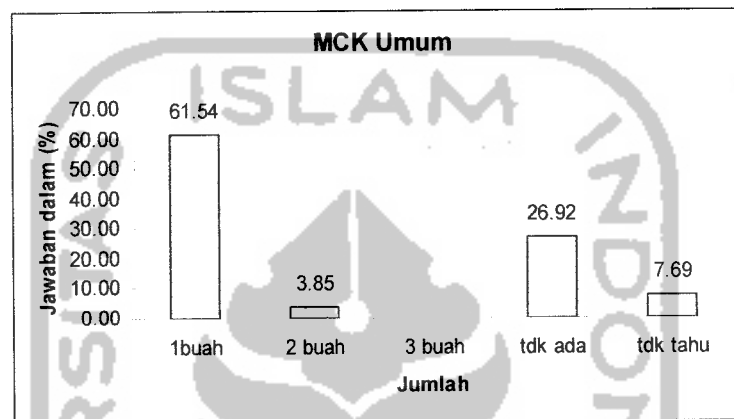 MCK Umum
ISLAM
RSITAS
INDON
Jawaban dalam (%)
70.00
60.00
50.00
40.00
30.00
20.00
10.00
0.00
61.54
3.85
26.92
7.69
1buah
2 buah
3 buah
tdk ada
tdk tahu
Jumlah